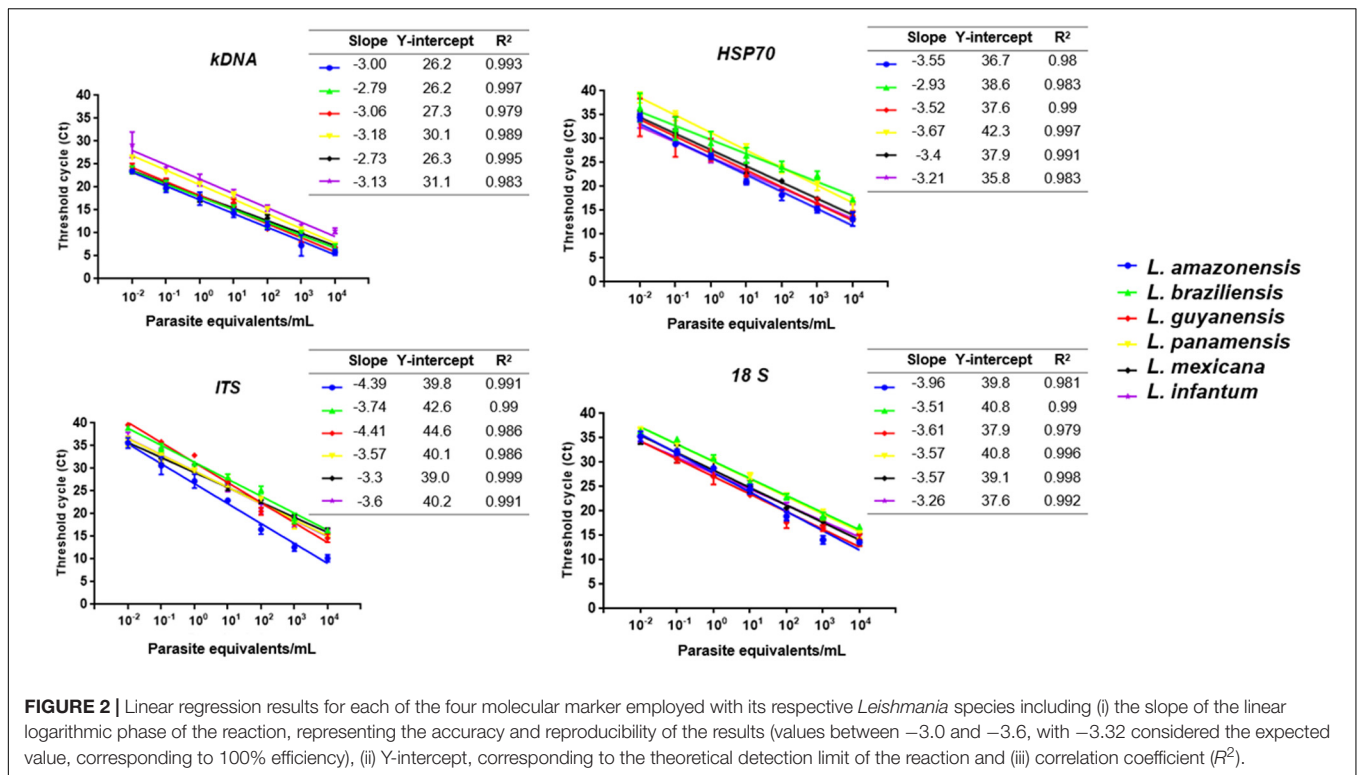 kDNA
Slope Y-intercept R²
-3.00 26.2 0.993
-2.79 26.2 0.997
-3.06 27.3 0.979
-3.18 30.1 0.989
-2.73 26.3 0.995
-3.13 31.1 0.983
Threshold cycle (Ct)
40
35
30
25
20
15
10
5
0
10⁻² 10⁻¹ 10⁰ 10¹ 10² 10³ 10⁴
Parasite equivalents/mL
HSP70
Slope Y-intercept R²
-3.55 36.7 0.98
-2.93 38.6 0.983
-3.52 37.6 0.99
-3.67 42.3 0.997
-3.4 37.9 0.991
-3.21 35.8 0.983
Threshold cycle (Ct)
40
35
30
25
20
15
10
5
0
10⁻² 10⁻¹ 10⁰ 10¹ 10² 10³ 10⁴
Parasite equivalents/mL
L. amazonensis
L. braziliensis
L. guyanensis
L. panamensis
L. mexicana
L. infantum
ITS
Slope Y-intercept R²
-4.39 39.8 0.991
-3.74 42.6 0.99
-4.41 44.6 0.986
-3.57 40.1 0.986
-3.3 39.0 0.999
-3.6 40.2 0.991
Threshold cycle (Ct)
40
35
30
25
20
15
10
5
0
10⁻² 10⁻¹ 10⁰ 10¹ 10² 10³ 10⁴
Parasite equivalents/mL
18 S
Slope Y-intercept R²
-3.96 39.8 0.981
-3.51 40.8 0.99
-3.61 37.9 0.979
-3.57 40.8 0.996
-3.57 39.1 0.998
-3.26 37.6 0.992
Threshold cycle (Ct)
40
35
30
25
20
15
10
5
0
10⁻² 10⁻¹ 10⁰ 10¹ 10² 10³ 10⁴
Parasite equivalents/mL
FIGURE 2 | Linear regression results for each of the four molecular marker employed with its respective Leishmania species including (i) the slope of the linear
logarithmic phase of the reaction, representing the accuracy and reproducibility of the results (values between −3.0 and −3.6, with −3.32 considered the expected
value, corresponding to 100% efficiency), (ii) Y-intercept, corresponding to the theoretical detection limit of the reaction and (iii) correlation coefficient (R²).